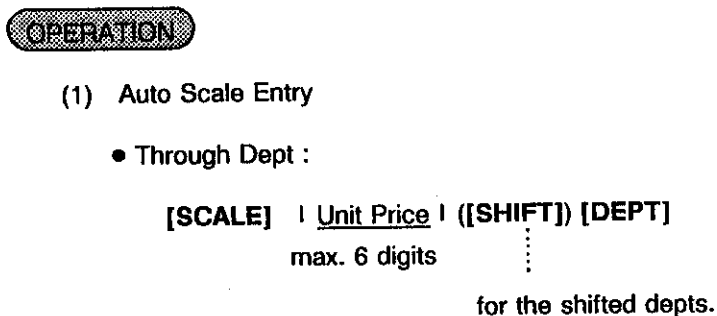 OPERATION
(1) Auto Scale Entry
● Through Dept :
[SCALE] | Unit Price | ([SHIFT]) [DEPT]
max. 6 digits
for the shifted depts.